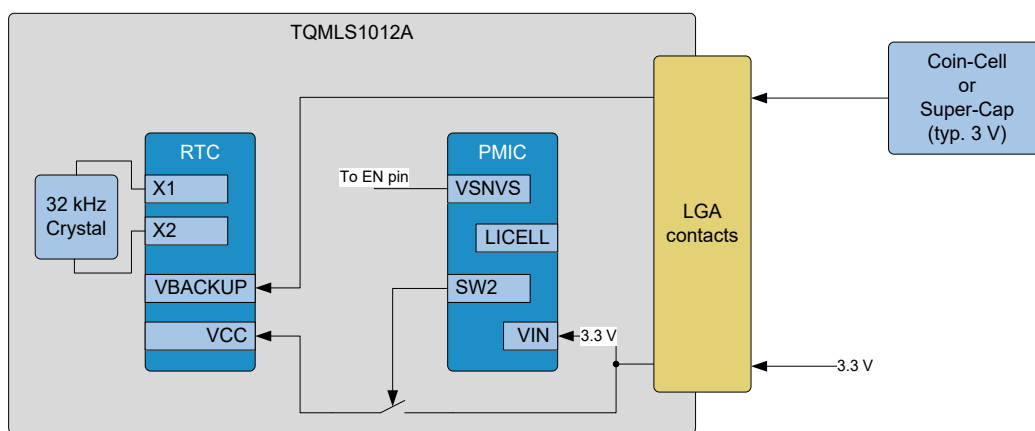 TQMLS1012A
Coin-Cell
or
Super-Cap
(typ. 3 V)
RTC
PMIC
To EN pin
X1
VSNVS
32 kHz
Crystal
LGA
contacts
X2
LICELL
VBACKUP
SW2
VCC
VIN
3.3 V
3.3 V